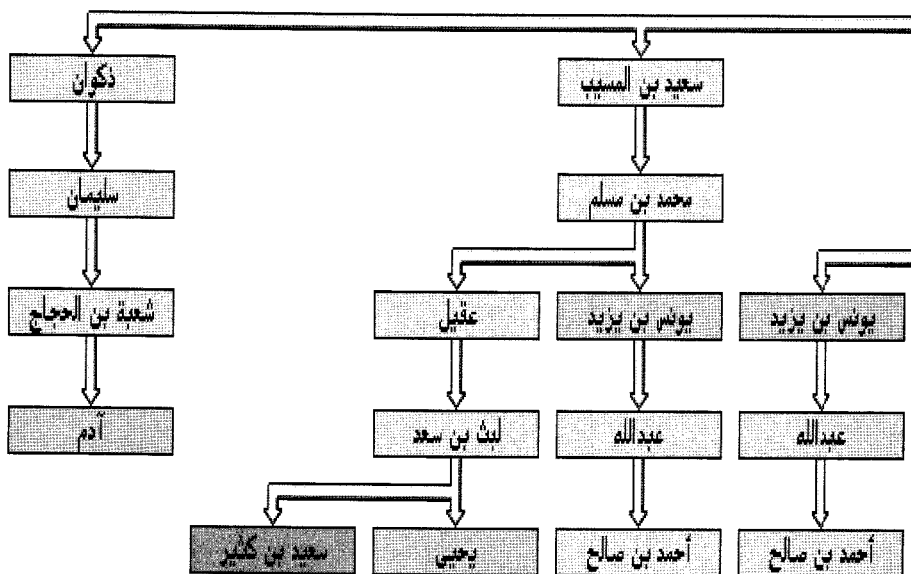 سعيد بن المسيب
ذكوان
محمد بن مسلم
سليمان
يونس بن يزيد
يونس بن يزيد
عقيل
شعبة بن الحجاج
عبدالله
عبدالله
ليث بن سعد
آدم
أحمد بن صالح
أحمد بن صالح
يحيى
سعيد بن كثير